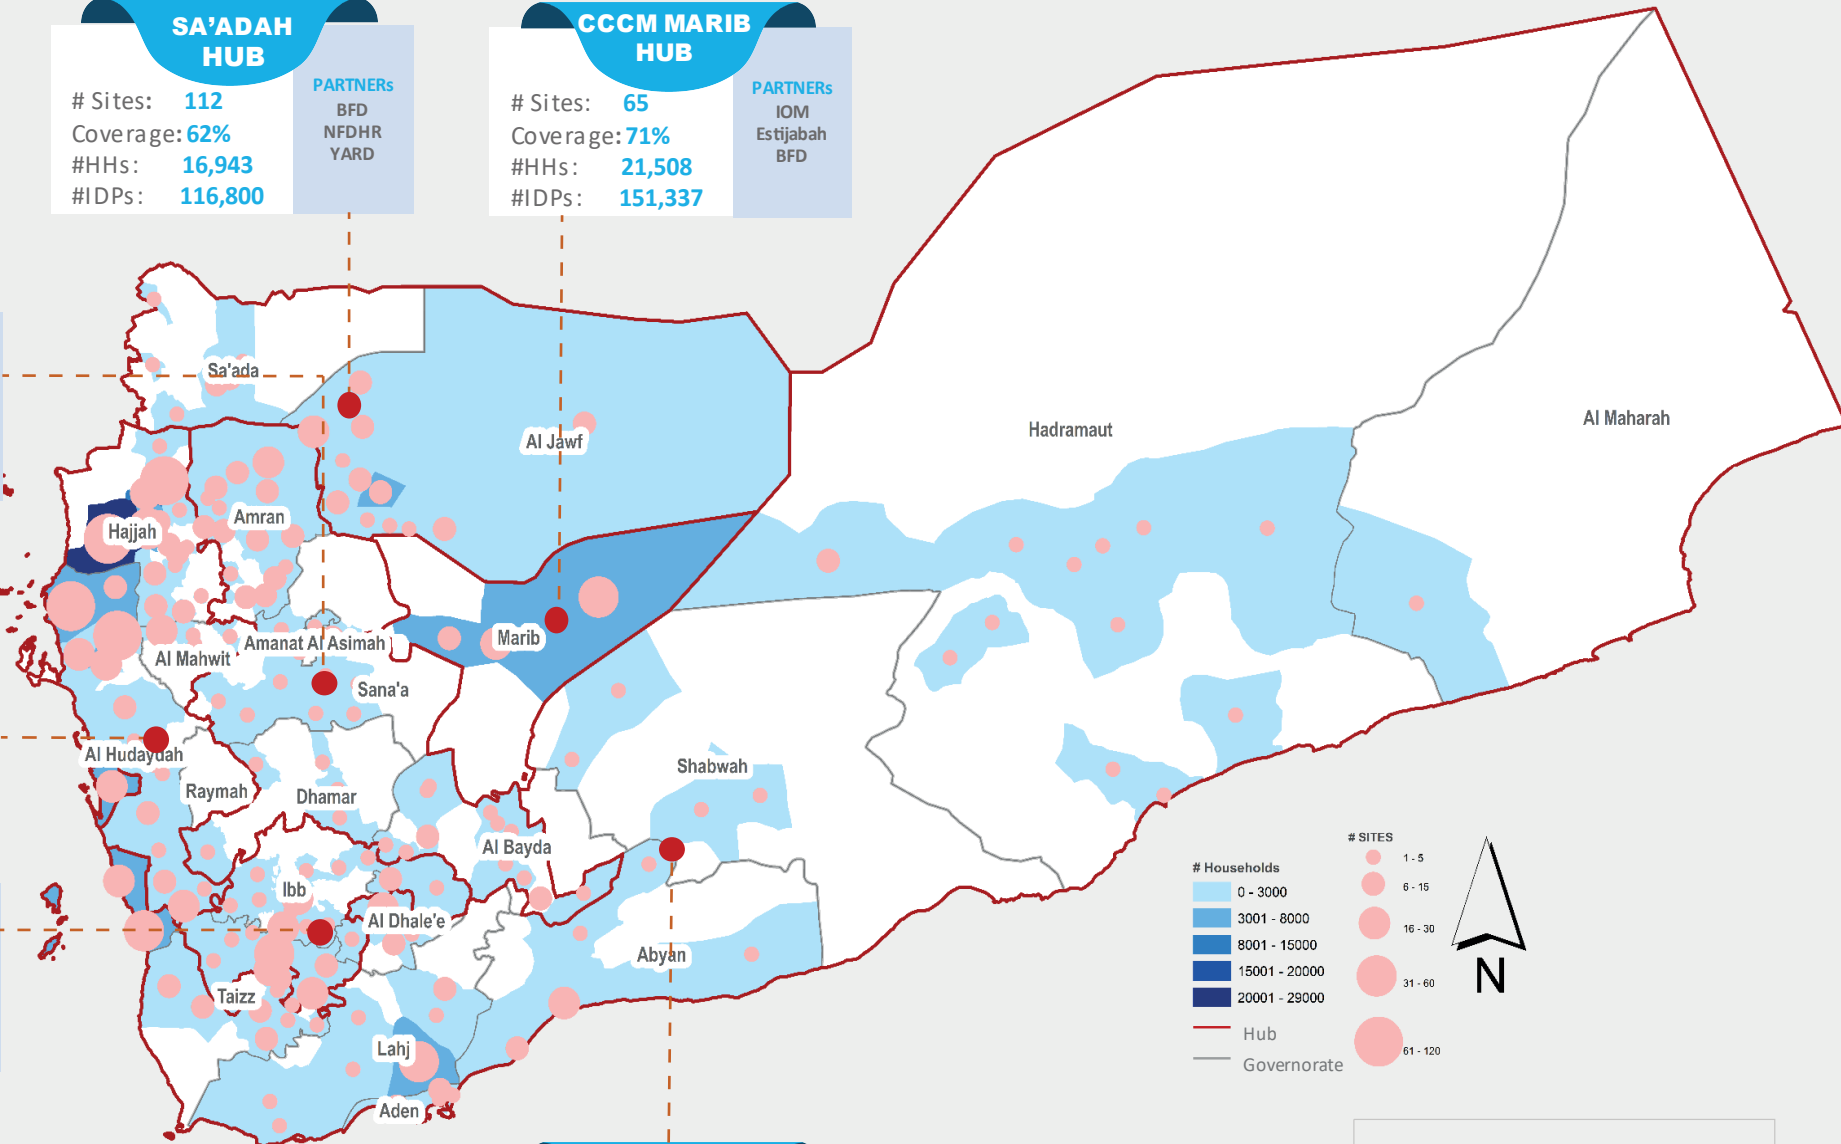 SA'ADAH
HUB
# Sites: 112
Coverage: 62%
#HHs: 16,943
#IDPs: 116,800
PARTNERs
BFD
NFDHR
YARD
CCCM MARIB
HUB
# Sites: 65
Coverage: 71%
#HHs: 21,508
#IDPs: 151,337
PARTNERs
IOM
Estijabah
BFD
Sa'ada
Al Jawf
Hadramaut
Al Maharah
Hajjah
Amran
Marib
Amanat Al Asimah
Al Mahwit
Sana'a
Al Hudaydah
Raymah
Dhamar
Shabwah
Al Bayda
Ibb
Al Dhale'e
Abyan
Taizz
Lahj
Aden
# Households
0 - 3000
3001 - 8000
8001 - 15000
15001 - 20000
20001 - 29000
Hub
Governorate
# SITES
1 - 5
6 - 15
16 - 30
31 - 60
61 - 120
N